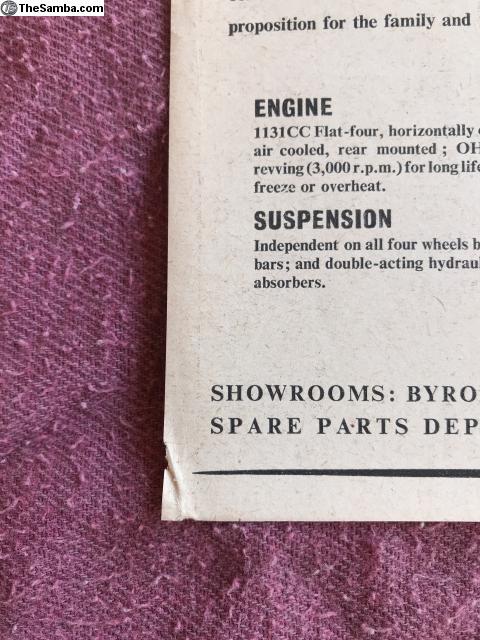 TheSamba.com
proposition for the family and
ENGINE
1131CC Flat-four, horizontally
air cooled, rear mounted; OH
revving (3,000 r.p.m.) for long life
freeze or overheat.
SUSPENSION
Independent on all four wheels b
bars; and double-acting hydraul
absorbers.
SHOWROOMS: BYRO
SPARE PARTS DEP